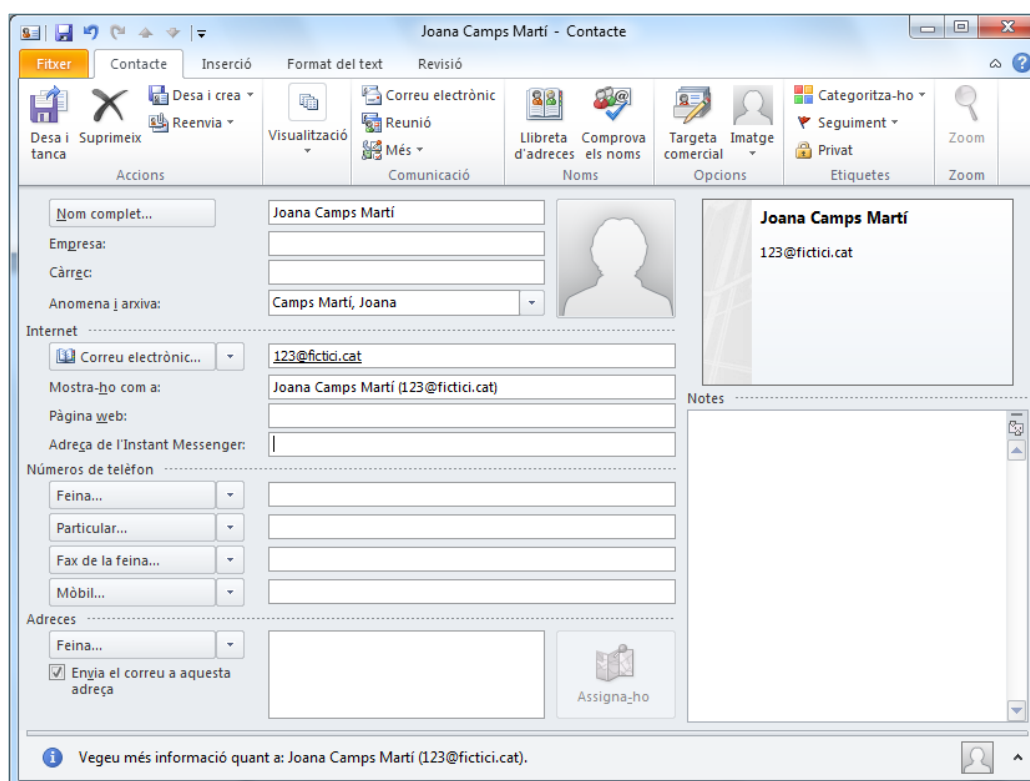 Joana Camps Martí - Contacte
Fitxer Contacte Inserció Format del text Revisió
Desa i tanca
Suprimeix
Desa i crea
Reenvia
Accions
Visualització
Correu electrònic
Reunió
Més
Comunicació
Llibreta d'adreces
Comprova els noms
Noms
Targeta comercial
Imatge
Opcions
Categoritza-ho
Seguiment
Privat
Etiquetes
Zoom
Zoom
Nom complet... Joana Camps Martí
Empresa:
Càrrec:
Anomena i arxiva: Camps Martí, Joana
Internet
Correu electrònic... 123@fictici.cat
Mostra-ho com a: Joana Camps Martí (123@fictici.cat)
Pàgina web:
Adreça de l'Instant Messenger:
Números de telèfon
Feina...
Particular...
Fax de la feina...
Mòbil...
Adreces
Feina...
Envia el correu a aquesta
adreça
Assigna-ho
Joana Camps Martí
123@fictici.cat
Notes
Vegeu més informació quant a: Joana Camps Martí (123@fictici.cat).